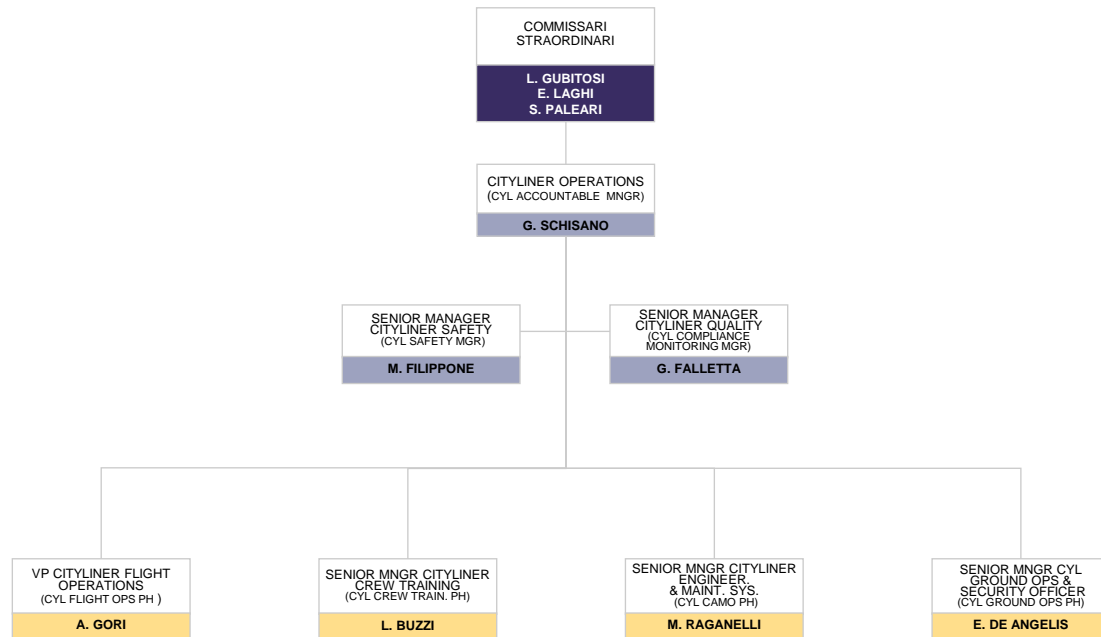 COMMISSARI
STRAORDINARI
L. GUBITOSI
E. LAGHI
S. PALEARI
CITYLINER OPERATIONS
(CYL ACCOUNTABLE MNGR)
G. SCHISANO
SENIOR MANAGER
CITYLINER SAFETY
(CYL SAFETY MGR)
M. FILIPPONE
SENIOR MANAGER
CITYLINER QUALITY
(CYL COMPLIANCE
MONITORING MGR)
G. FALLETTA
VP CITYLINER FLIGHT
OPERATIONS
(CYL FLIGHT OPS PH )
A. GORI
SENIOR MNGR CITYLINER
CREW TRAINING
(CYL CREW TRAIN. PH)
L. BUZZI
SENIOR MNGR CITYLINER
ENGINEER.
& MAINT. SYS.
(CYL CAMO PH)
M. RAGANELLI
SENIOR MNGR CYL
GROUND OPS &
SECURITY OFFICER
(CYL GROUND OPS PH)
E. DE ANGELIS